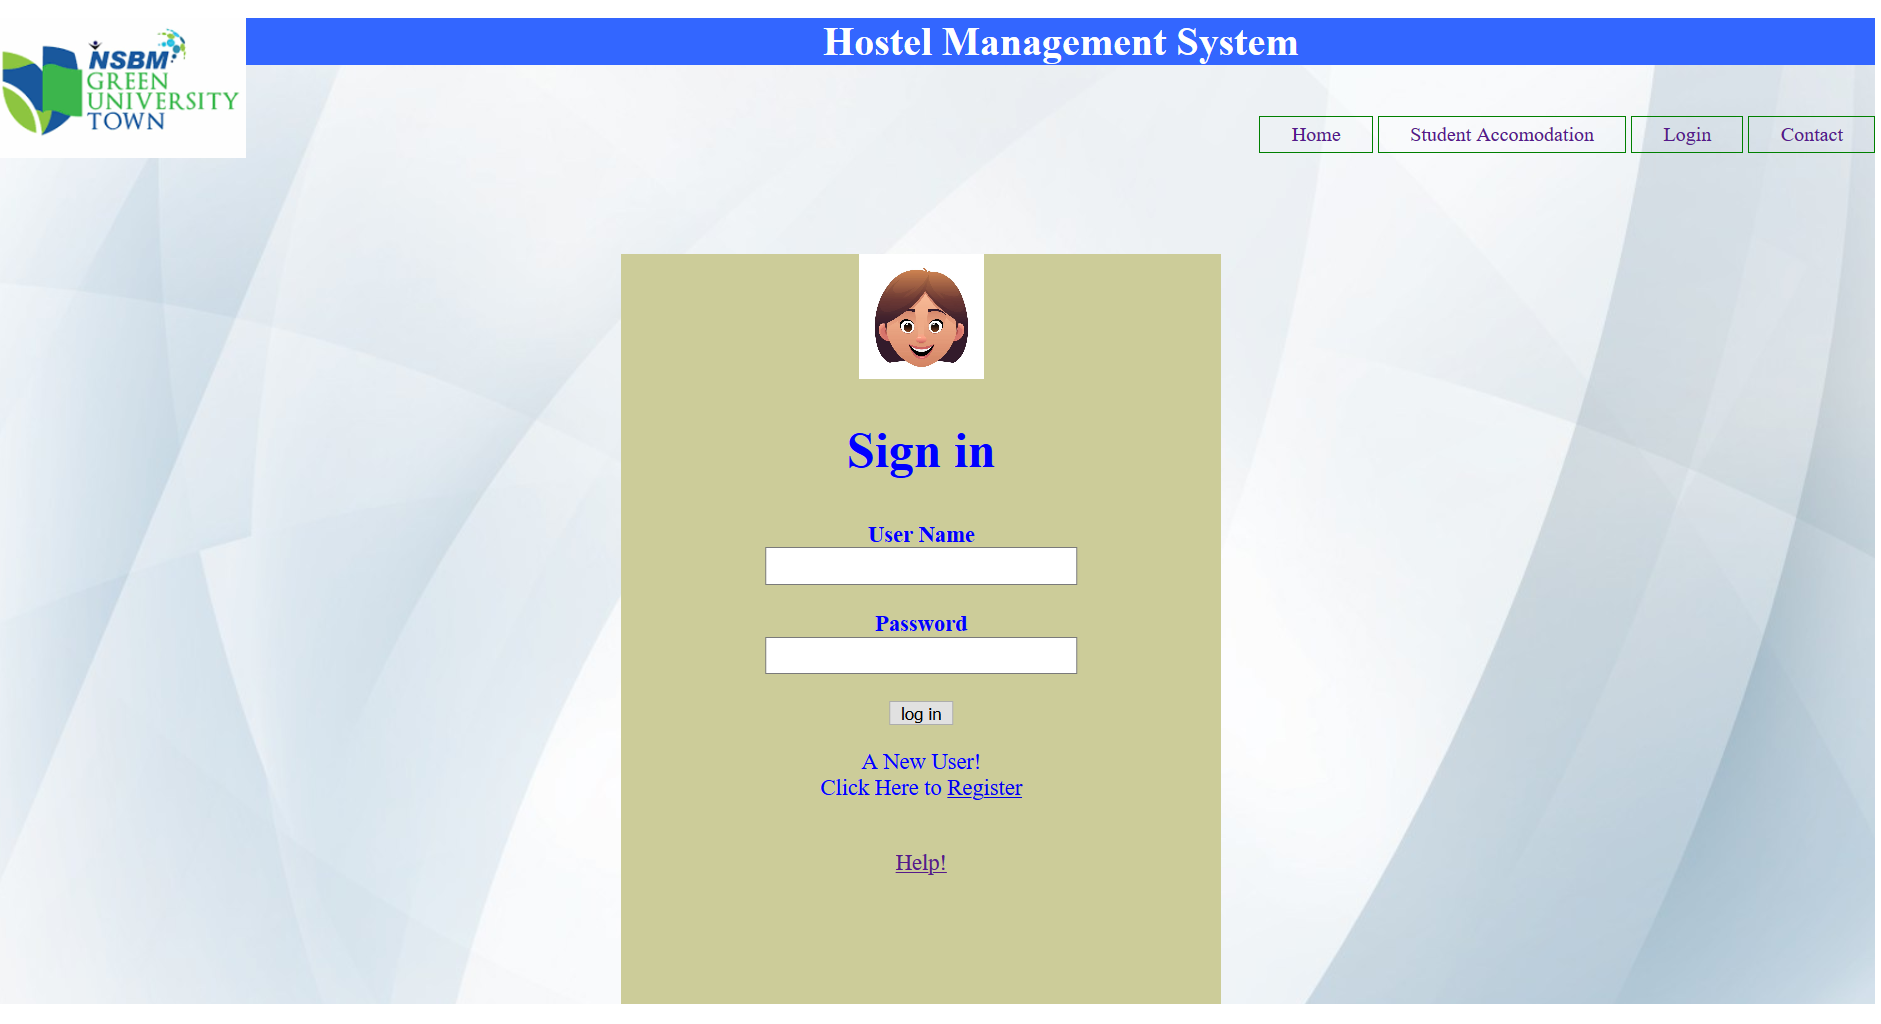 NSBM
GREEN
UNIVERSITY
TOWN
Hostel Management System
Home
Student Accomodation
Login
Contact
Sign in
User Name
Password
log in
A New User!
Click Here to Register
Help!